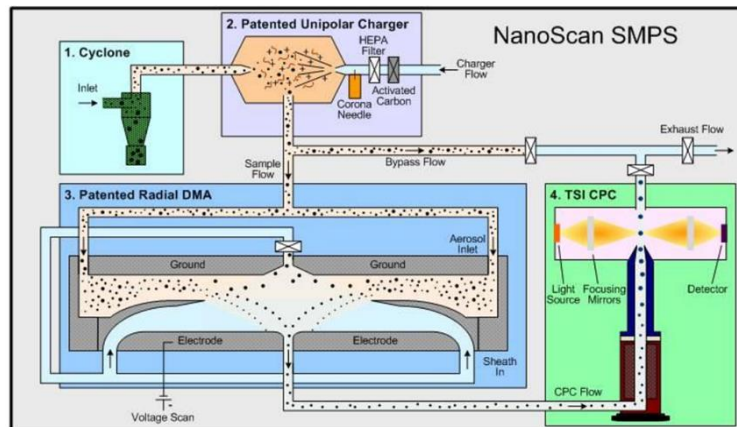 NanoScan SMPS
1. Cyclone
Inlet
2. Patented Unipolar Charger
HEPA
Filter
Corona
Needle
Activated
Carbon
Charger
Flow
Sample
Flow
Bypass Flow
Exhaust Flow
3. Patented Radial DMA
Aerosol
Inlet
Ground
Ground
Electrode
Electrode
Sheath
In
Voltage Scan
4. TSI CPC
Light
Source
Focusing
Mirrors
Detector
CPC Flow